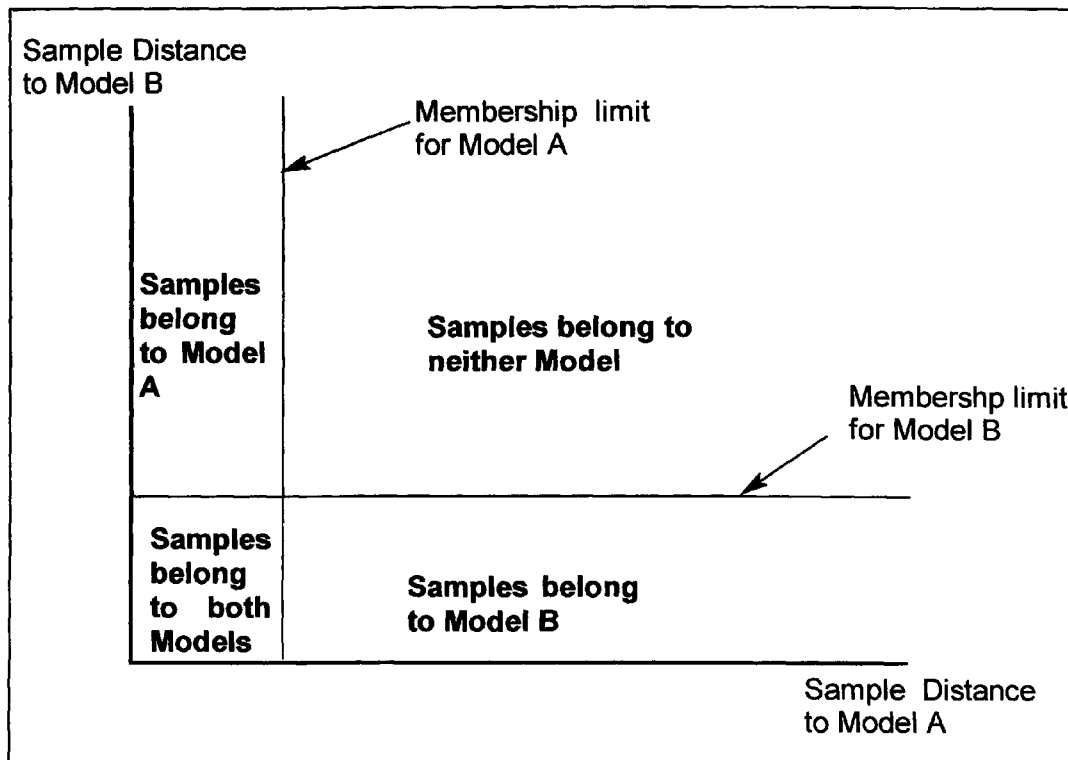 Sample Distance
to Model B
Membership limit
for Model A
Samples
belong
to Model
A
Samples belong to
neither Model
Membershp limit
for Model B
Samples
belong
to both
Models
Samples belong
to Model B
Sample Distance
to Model A